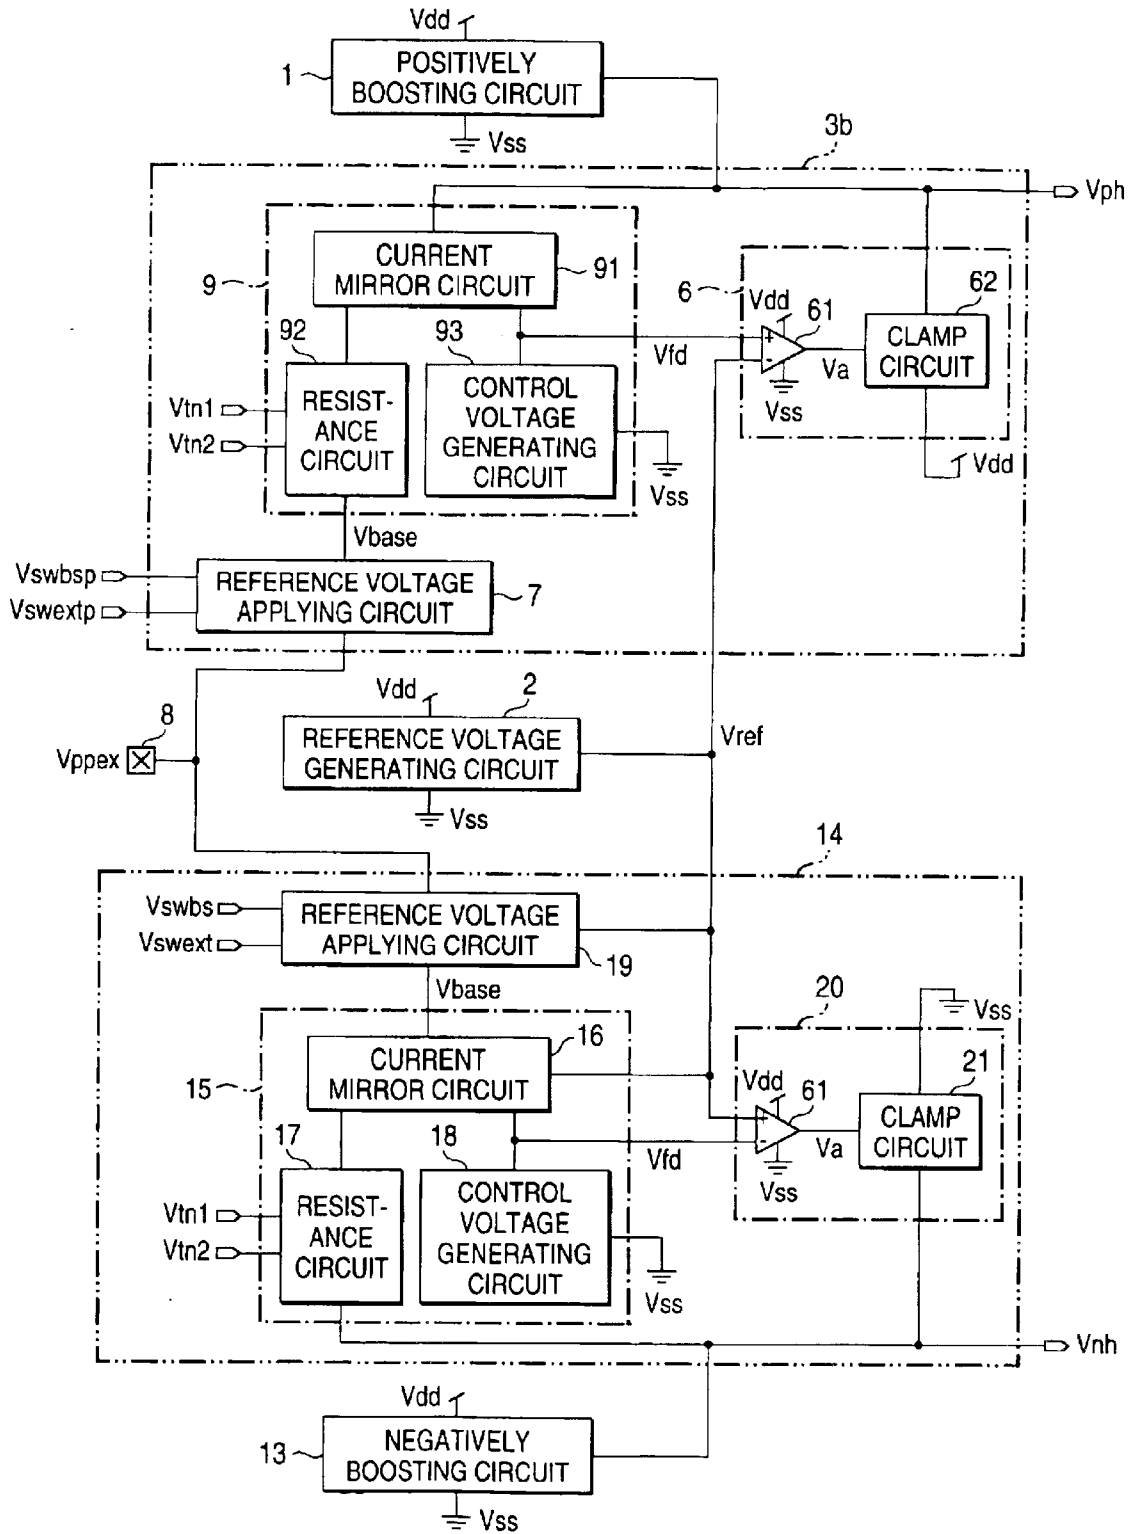 Vdd
POSITIVELY
BOOSTING CIRCUIT
1
Vss
3b
Vph
CURRENT
MIRROR CIRCUIT
91
9
6
Vdd
61
62
92
93
+
-
Vfd
Va
CLAMP
CIRCUIT
Vss
Vdd
RESIST-
ANCE
CIRCUIT
Vtn1
Vtn2
CONTROL
VOLTAGE
GENERATING
CIRCUIT
Vss
Vbase
Vswbsp
Vswextp
REFERENCE VOLTAGE
APPLYING CIRCUIT
7
Vdd
2
8
Vppex
REFERENCE VOLTAGE
GENERATING CIRCUIT
Vref
Vss
14
Vswbs
Vswext
REFERENCE VOLTAGE
APPLYING CIRCUIT
19
Vbase
20
Vss
CURRENT
MIRROR CIRCUIT
16
15
Vdd
61
21
+
-
Va
CLAMP
CIRCUIT
17
18
Vfd
Vss
RESIST-
ANCE
CIRCUIT
Vtn1
Vtn2
CONTROL
VOLTAGE
GENERATING
CIRCUIT
Vss
Vnh
Vdd
13
NEGATIVELY
BOOSTING CIRCUIT
Vss